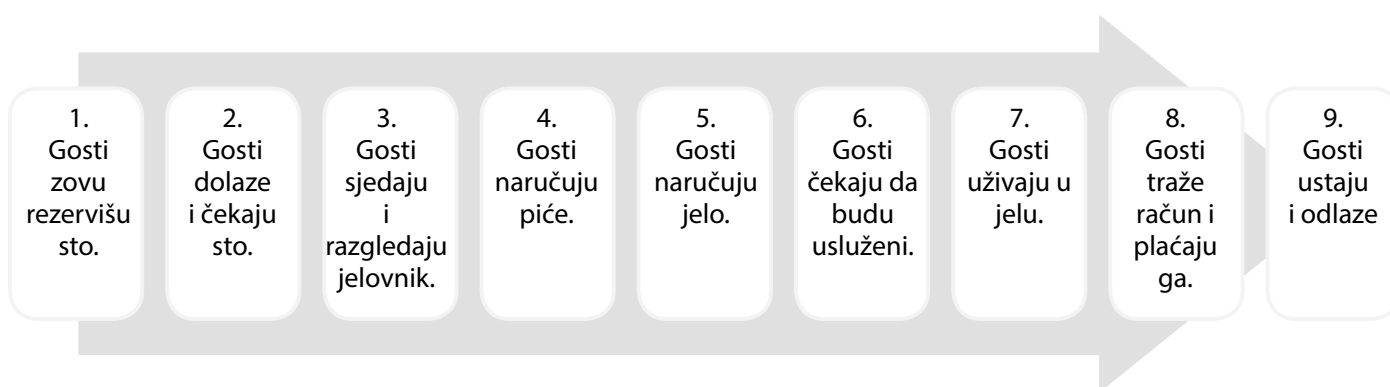 1.
Gosti
zovu
rezervišu
sto.
2.
Gosti
dolaze
i čekaju
sto.
3.
Gosti
sjedaju
i
razgledaju
jelovnik.
4.
Gosti
naručuju
piće.
5.
Gosti
naručuju
jelo.
6.
Gosti
čekaju da
budu
usluženi.
7.
Gosti
uživaju u
jelu.
8.
Gosti
traže
račun i
plaćaju
ga.
9.
Gosti
ustaju
i odlaze